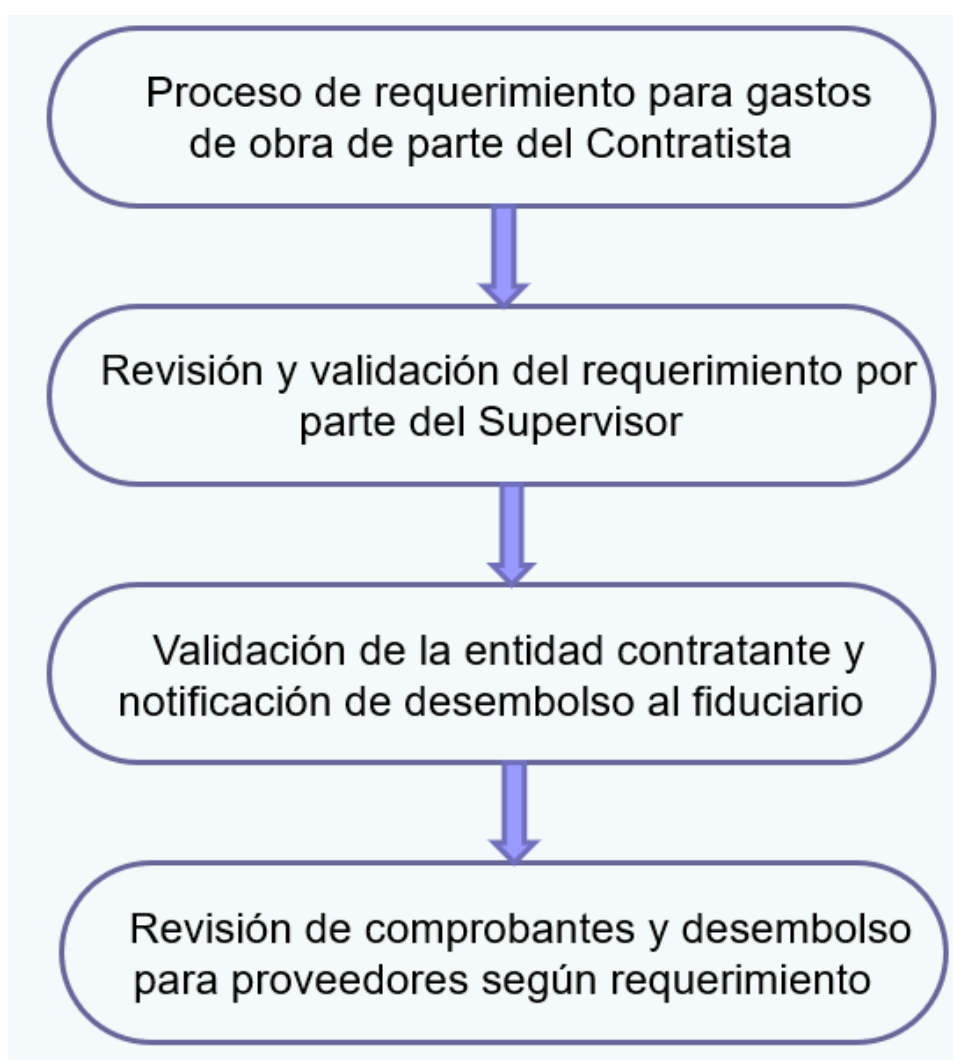 Proceso de requerimiento para gastos
de obra de parte del Contratista
Revisión y validación del requerimiento por
parte del Supervisor
Validación de la entidad contratante y
notificación de desembolso al fiduciario
Revisión de comprobantes y desembolso
para proveedores según requerimiento